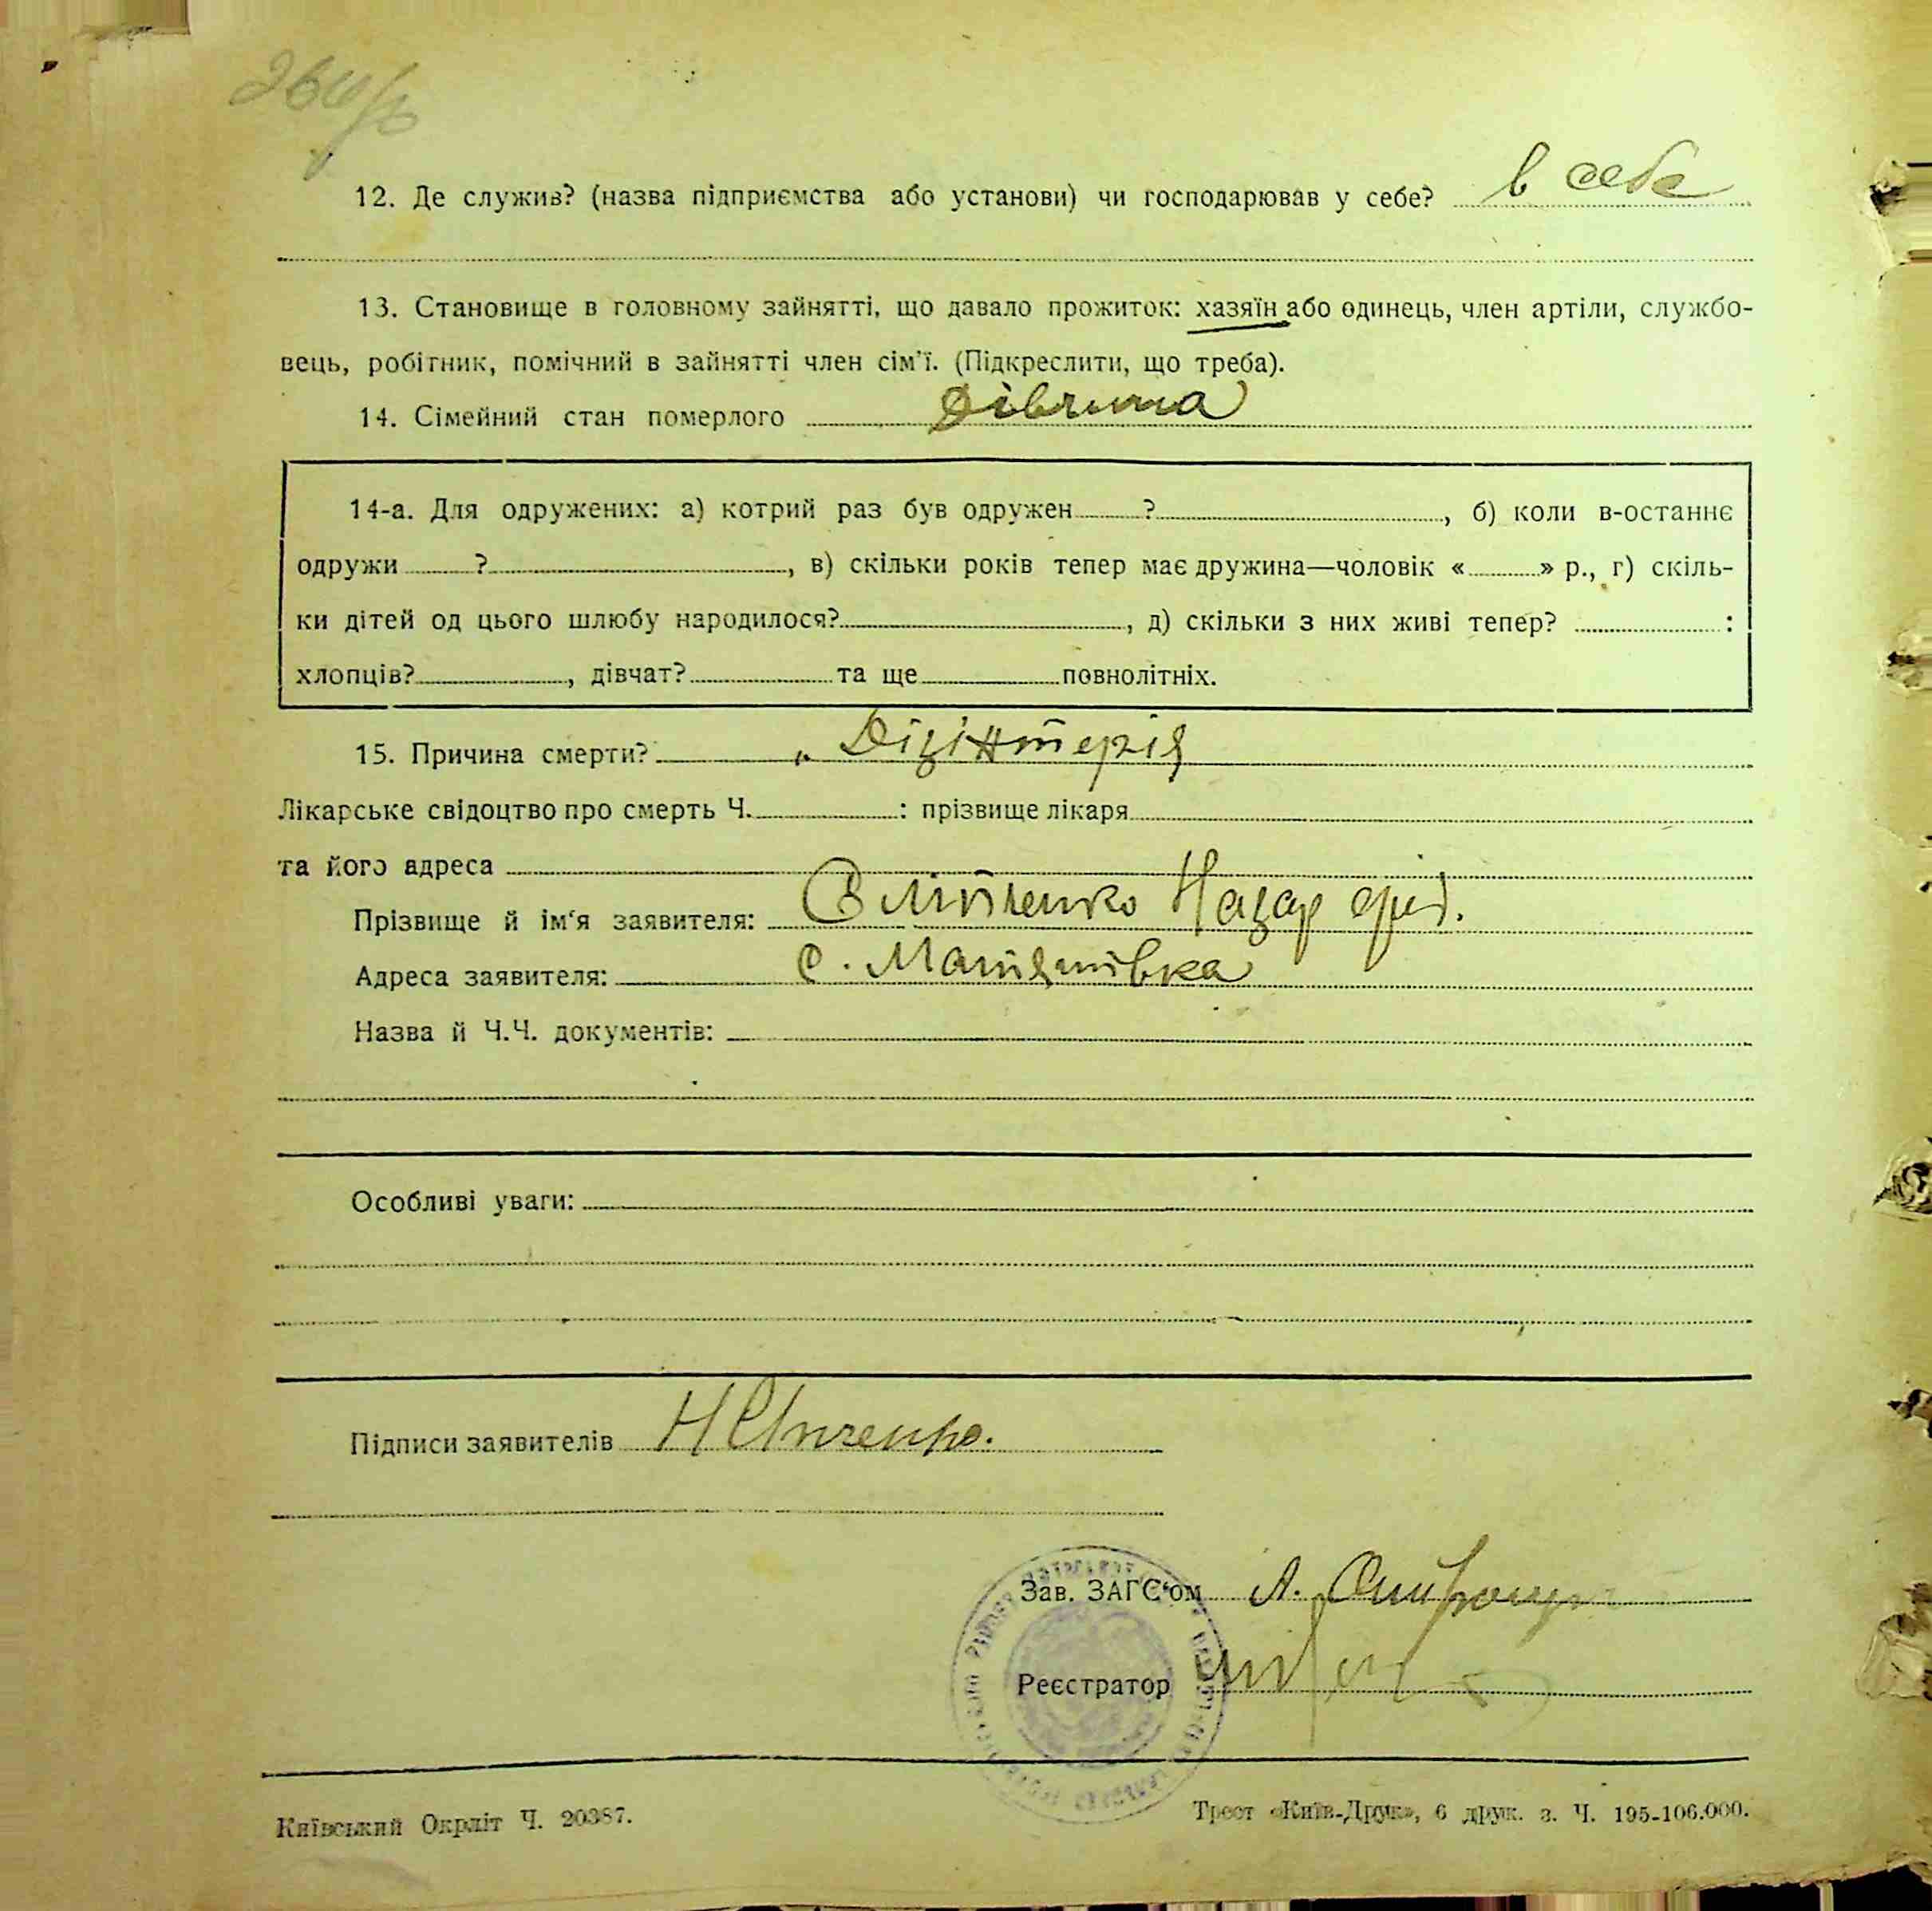 264
12. Де служив? (назва підприємства або установи) чи господарював у себе? в себе
13. Становище в головному зайнятті, що давало прожиток: хазяїн або одинець, член артіли, службо-
вець, робітник, помічний в зайнятті член сім'ї. (Підкреслити, що треба).
14. Сімейний стан померлого Дівчина
14-а. Для одружених: а) котрий раз був одружен ?, б) коли в-останнє
одружи ?, в) скільки років тепер має дружина—чоловік « » р., г) скіль-
ки дітей од цього шлюбу народилося?, д) скільки з них живі тепер? :
хлопців?, дівчат? та ще повнолітніх.
15. Причина смерти? Дізінтерія
Лікарське свідоцтво про смерть Ч. : прізвище лікаря
та його адреса
Прізвище й ім'я заявителя: Назар
Адреса заявителя: с. Матяшівка
Назва й Ч.Ч. документів:
Особливі уваги:
Підписи заявителів
Зав. ЗАГС'ом А.
Реєстратор
Київський Окрліт Ч. 20387.
Трест «Київ-Друк», 6 друк. з. Ч. 195-106.000.